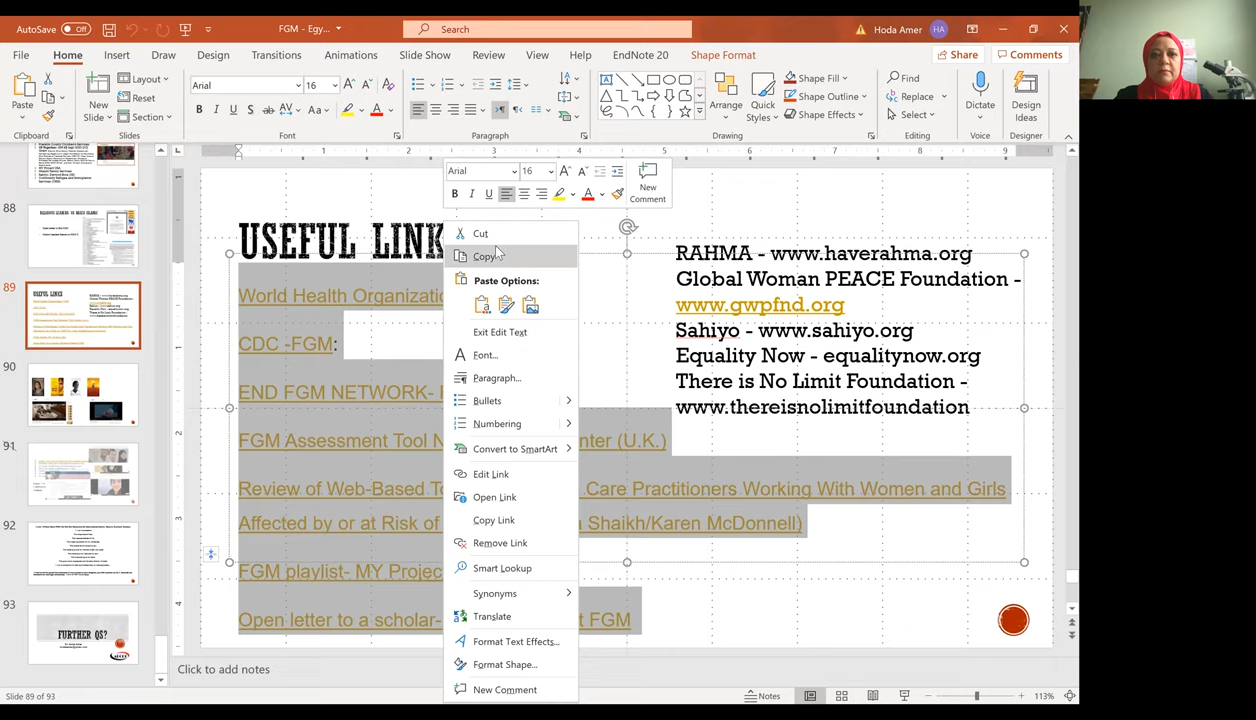 AutoSave Off
FGM - Egy...
Search
Hoda Amer HA
File Home Insert Draw Design Transitions Animations Slide Show Review View Help EndNote 20 Shape Format
Share Comments
Paste
New Slide
Layout
Reset
Section
Arial 16
Arrange
Quick Styles
Shape Fill
Shape Outline
Shape Effects
Find
Replace
Select
Dictate
Design Ideas
Clipboard Slides Font Paragraph Drawing Editing Voice Designer
88
89
USEFUL LINKS
90
91
92
93
FURTHER QS?
USEFUL LINK
World Health Organizatio
CDC -FGM:
END FGM NETWORK-
FGM Assessment Tool N
nter (U.K.)
Review of Web-Based To
Care Practitioners Working With Women and Girls
Affected by or at Risk of
Shaikh/Karen McDonnell)
FGM playlist- MY Projec
Open letter to a scholar-
t FGM
RAHMA - www.haverahma.org
Global Woman PEACE Foundation -
www.gwpfnd.org
Sahiyo - www.sahiyo.org
Equality Now - equalitynow.org
There is No Limit Foundation -
www.thereisnolimitfoundation
Arial 16
New Comment
Cut
Copy
Paste Options:
Exit Edit Text
Font...
Paragraph...
Bullets
Numbering
Convert to SmartArt
Edit Link
Open Link
Copy Link
Remove Link
Smart Lookup
Synonyms
Translate
Format Text Effects...
Format Shape...
New Comment
Click to add notes
Slide 89 of 93
Notes
113%